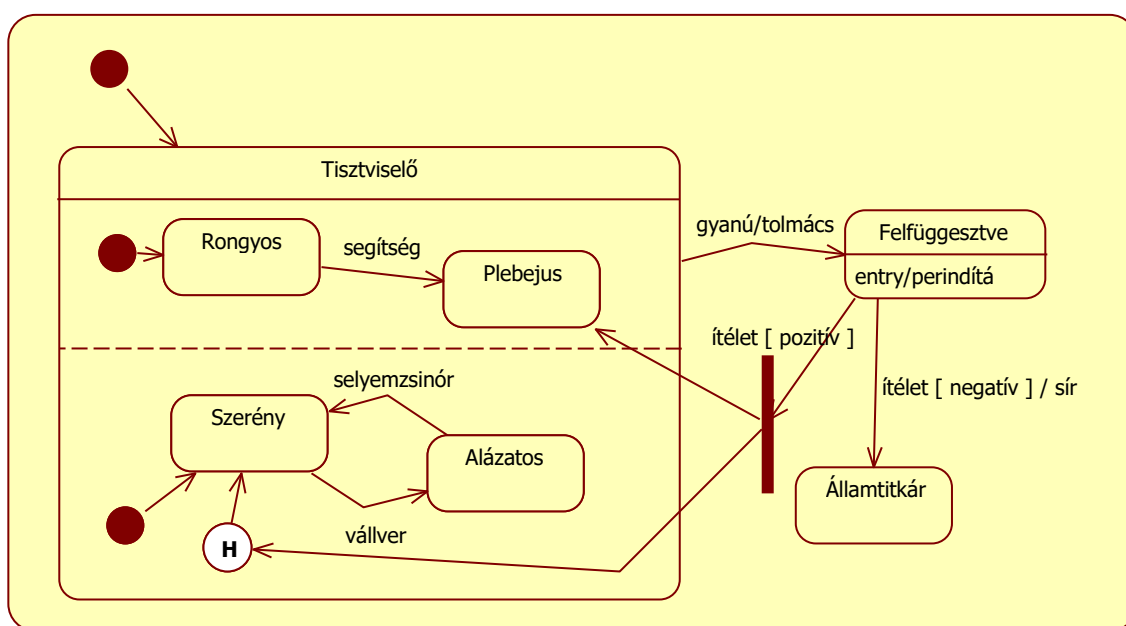 Tisztviselő
Rongyos
segítség
Plebejus
gyanú/tolmács
Felfüggesztve
entry/perindítá
ítélet [ pozitív ]
ítélet [ negatív ] / sír
selyemzsinór
Szerény
Alázatos
vállver
H
Államtitkár